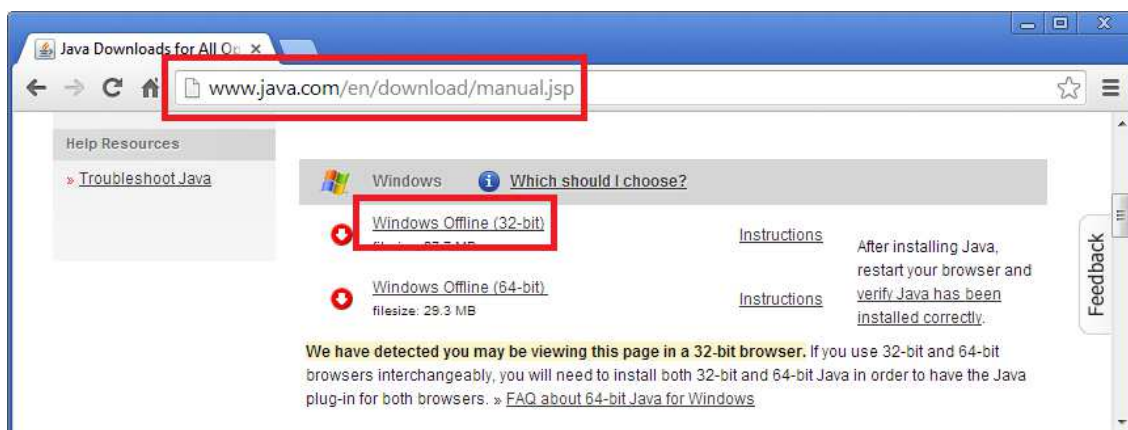 Java Downloads for All Op
www.java.com/en/download/manual.jsp
Help Resources
» Troubleshoot Java
Windows
Which should I choose?
Windows Offline (32-bit)
Instructions
Windows Offline (64-bit)
filesize: 29.3 MB
Instructions
After installing Java,
restart your browser and
verify Java has been
installed correctly.
We have detected you may be viewing this page in a 32-bit browser. If you use 32-bit and 64-bit
browsers interchangeably, you will need to install both 32-bit and 64-bit Java in order to have the Java
plug-in for both browsers. » FAQ about 64-bit Java for Windows
Feedback